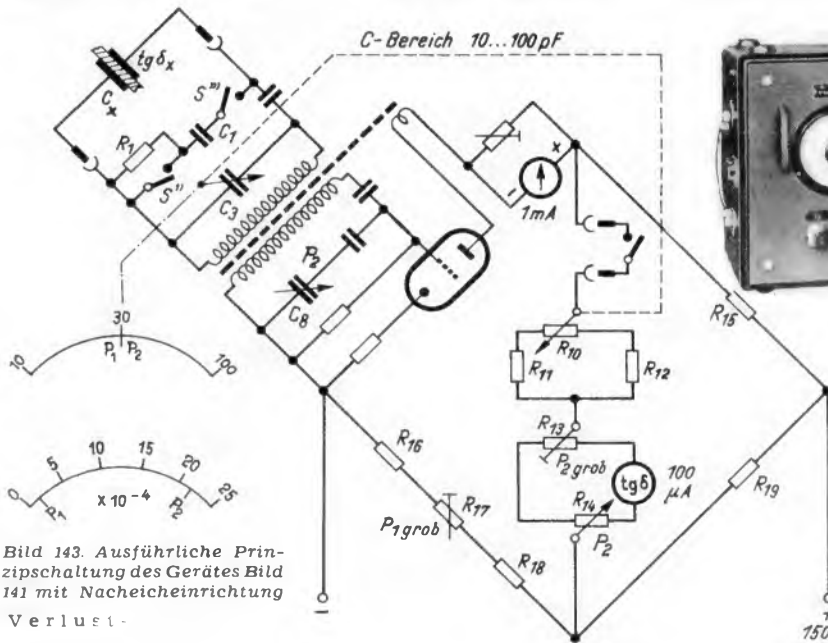 C-Bereich 10...100 pF
tg δx
Cx
S'''
C1
R1
S''
C3
P2
C8
x
1mA
R15
R10
R11
R12
R13
P2 grob
tg δ
100
µA
R14
P2
R16
R17
P1 grob
R18
R19
10
30
100
P1
P2
0
5
10
15
20
25
x 10⁻⁴
P1
P2
Bild 143. Ausführliche Prin-
zipschaltung des Gerätes Bild
141 mit Nacheicheinrichtung
Verlust-
−
150